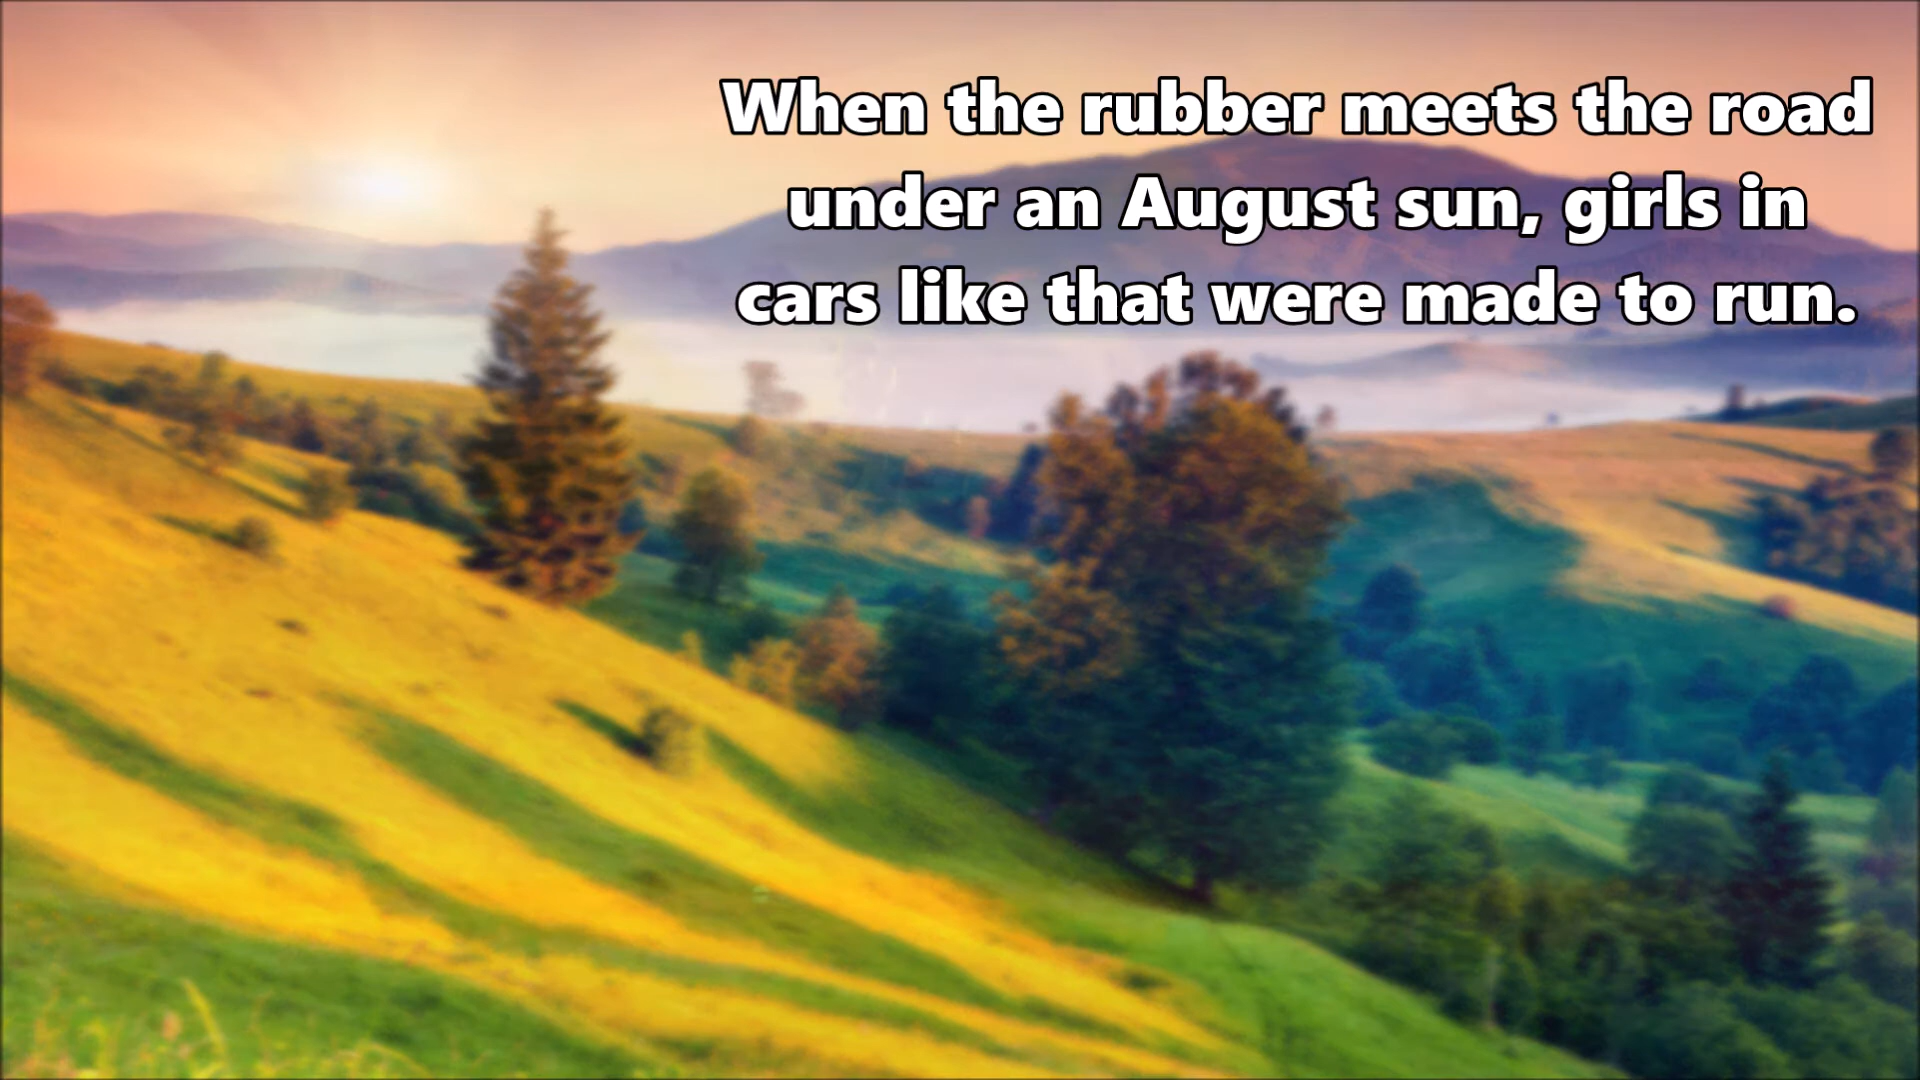 When the rubber meets the road
under an August sun, girls in
cars like that were made to run.